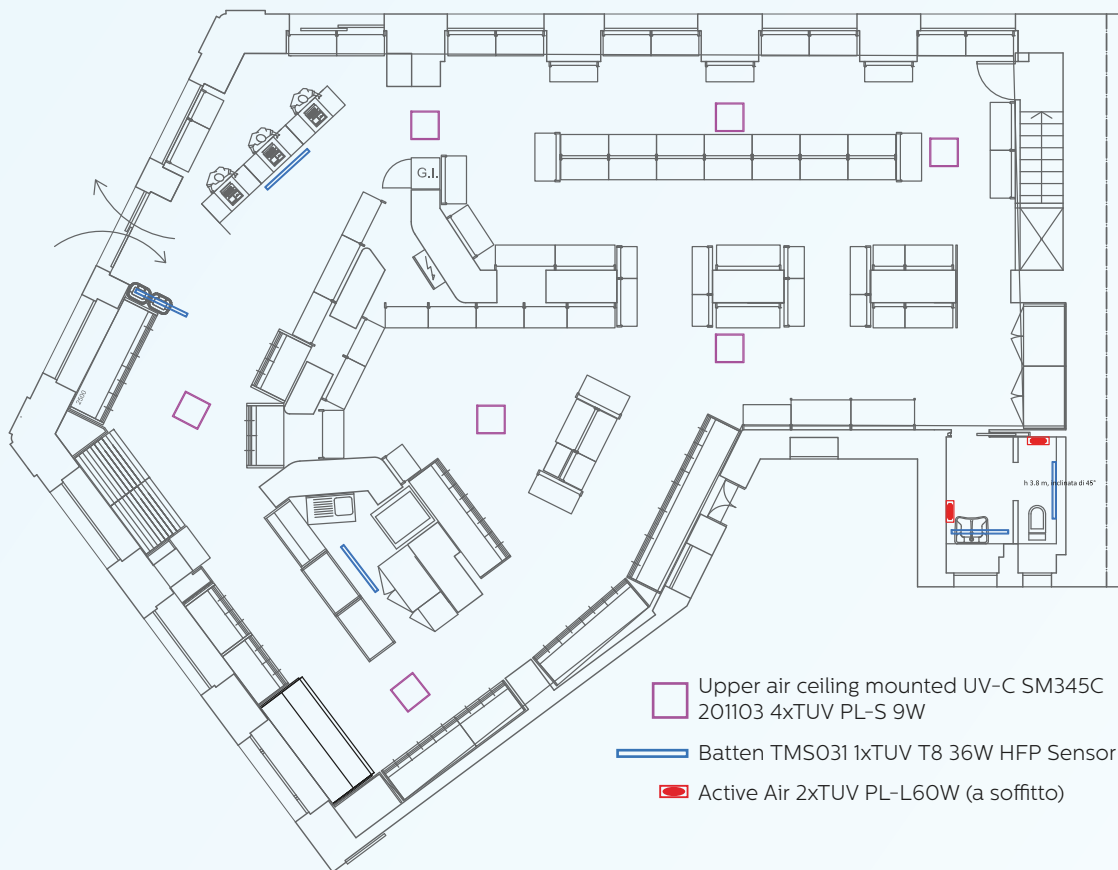 G.I.
2500
h 3.8 m, inclinata di 45°
Upper air ceiling mounted UV-C SM345C
201103 4xTUV PL-S 9W
Batten TMS031 1xTUV T8 36W HFP Sensor
Active Air 2xTUV PL-L60W (a soffitto)